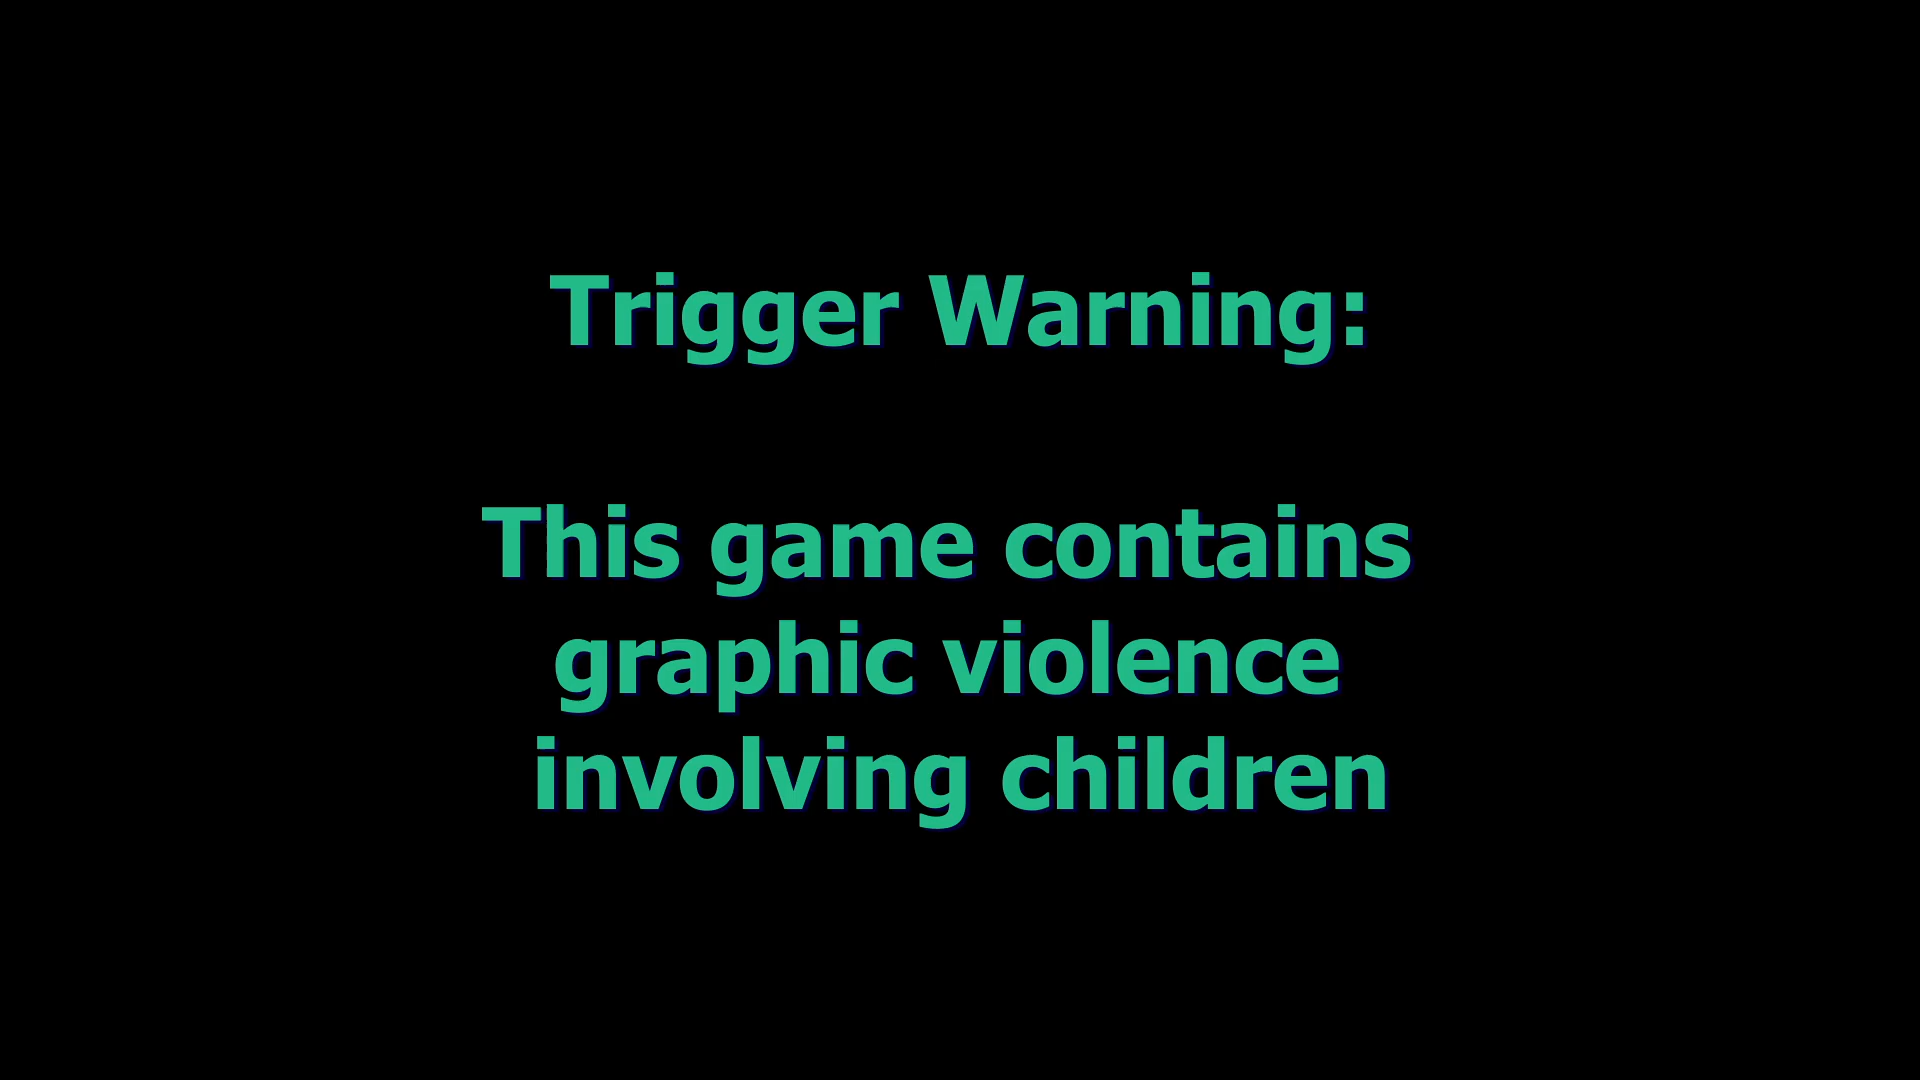 Trigger Warning:
This game contains
graphic violence
involving children